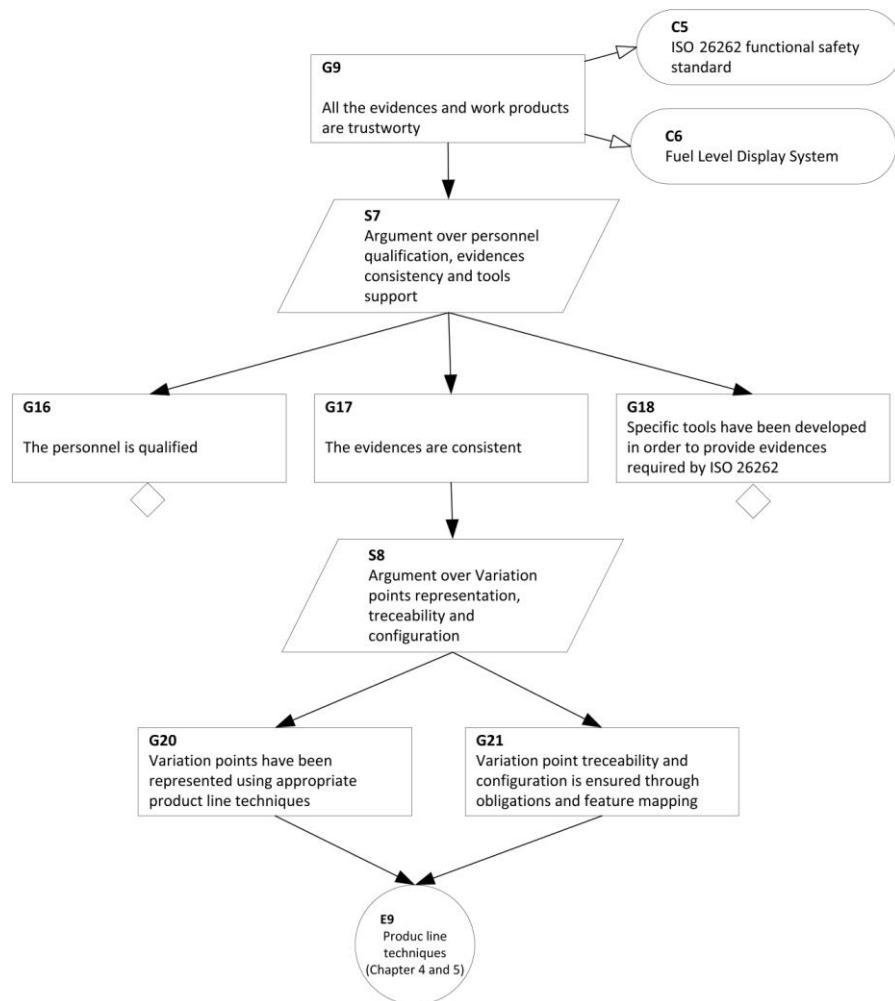 C5
ISO 26262 functional safety
standard
G9
All the evidences and work products
are trustworty
C6
Fuel Level Display System
S7
Argument over personnel
qualification, evidences
consistency and tools
support
G16
The personnel is qualified
G17
The evidences are consistent
G18
Specific tools have been developed
in order to provide evidences
required by ISO 26262
S8
Argument over Variation
points representation,
treceability and
configuration
G20
Variation points have been
represented using appropriate
product line techniques
G21
Variation point treceability and
configuration is ensured through
obligations and feature mapping
E9
Produc line
techniques
(Chapter 4 and 5)